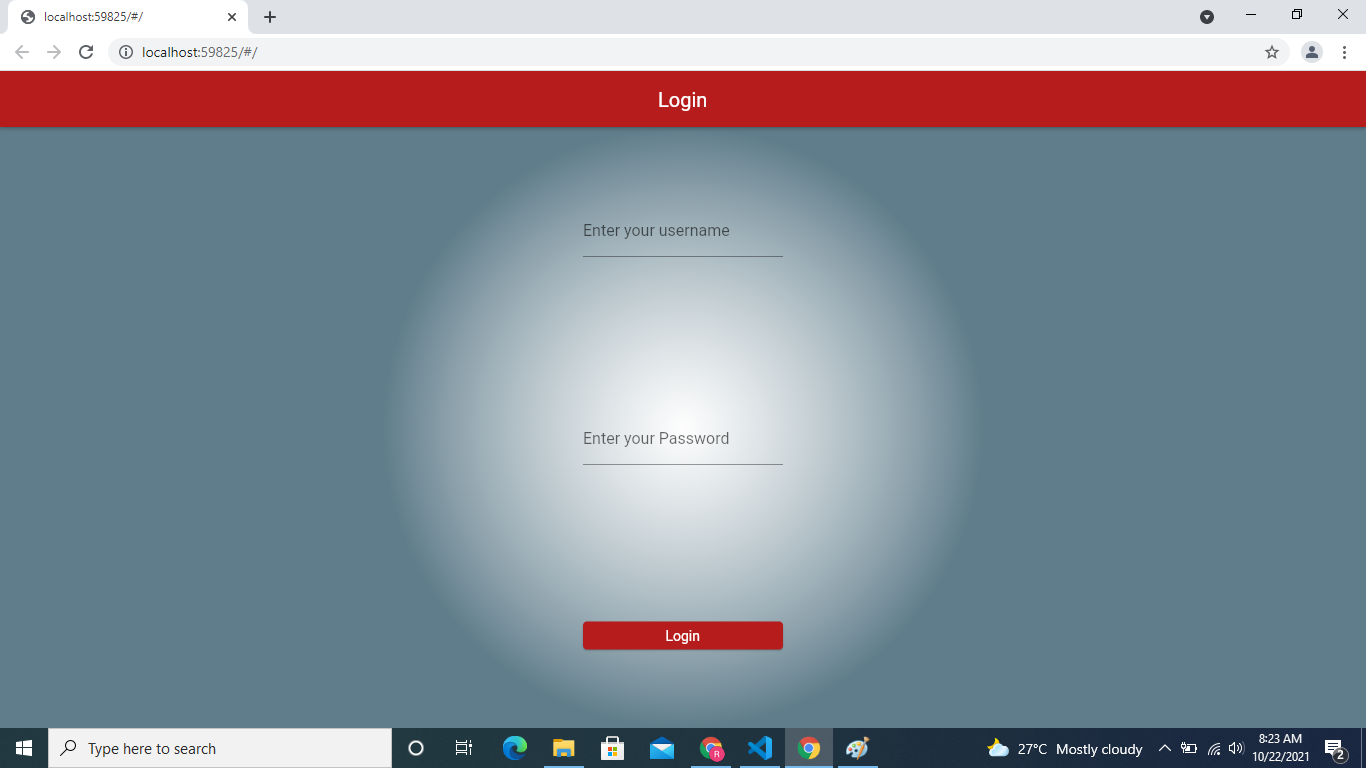 localhost:59825/#/
localhost:59825/#/
Login
Enter your username
Enter your Password
Login
Type here to search
R
27°C Mostly cloudy
8:23 AM
10/22/2021
2